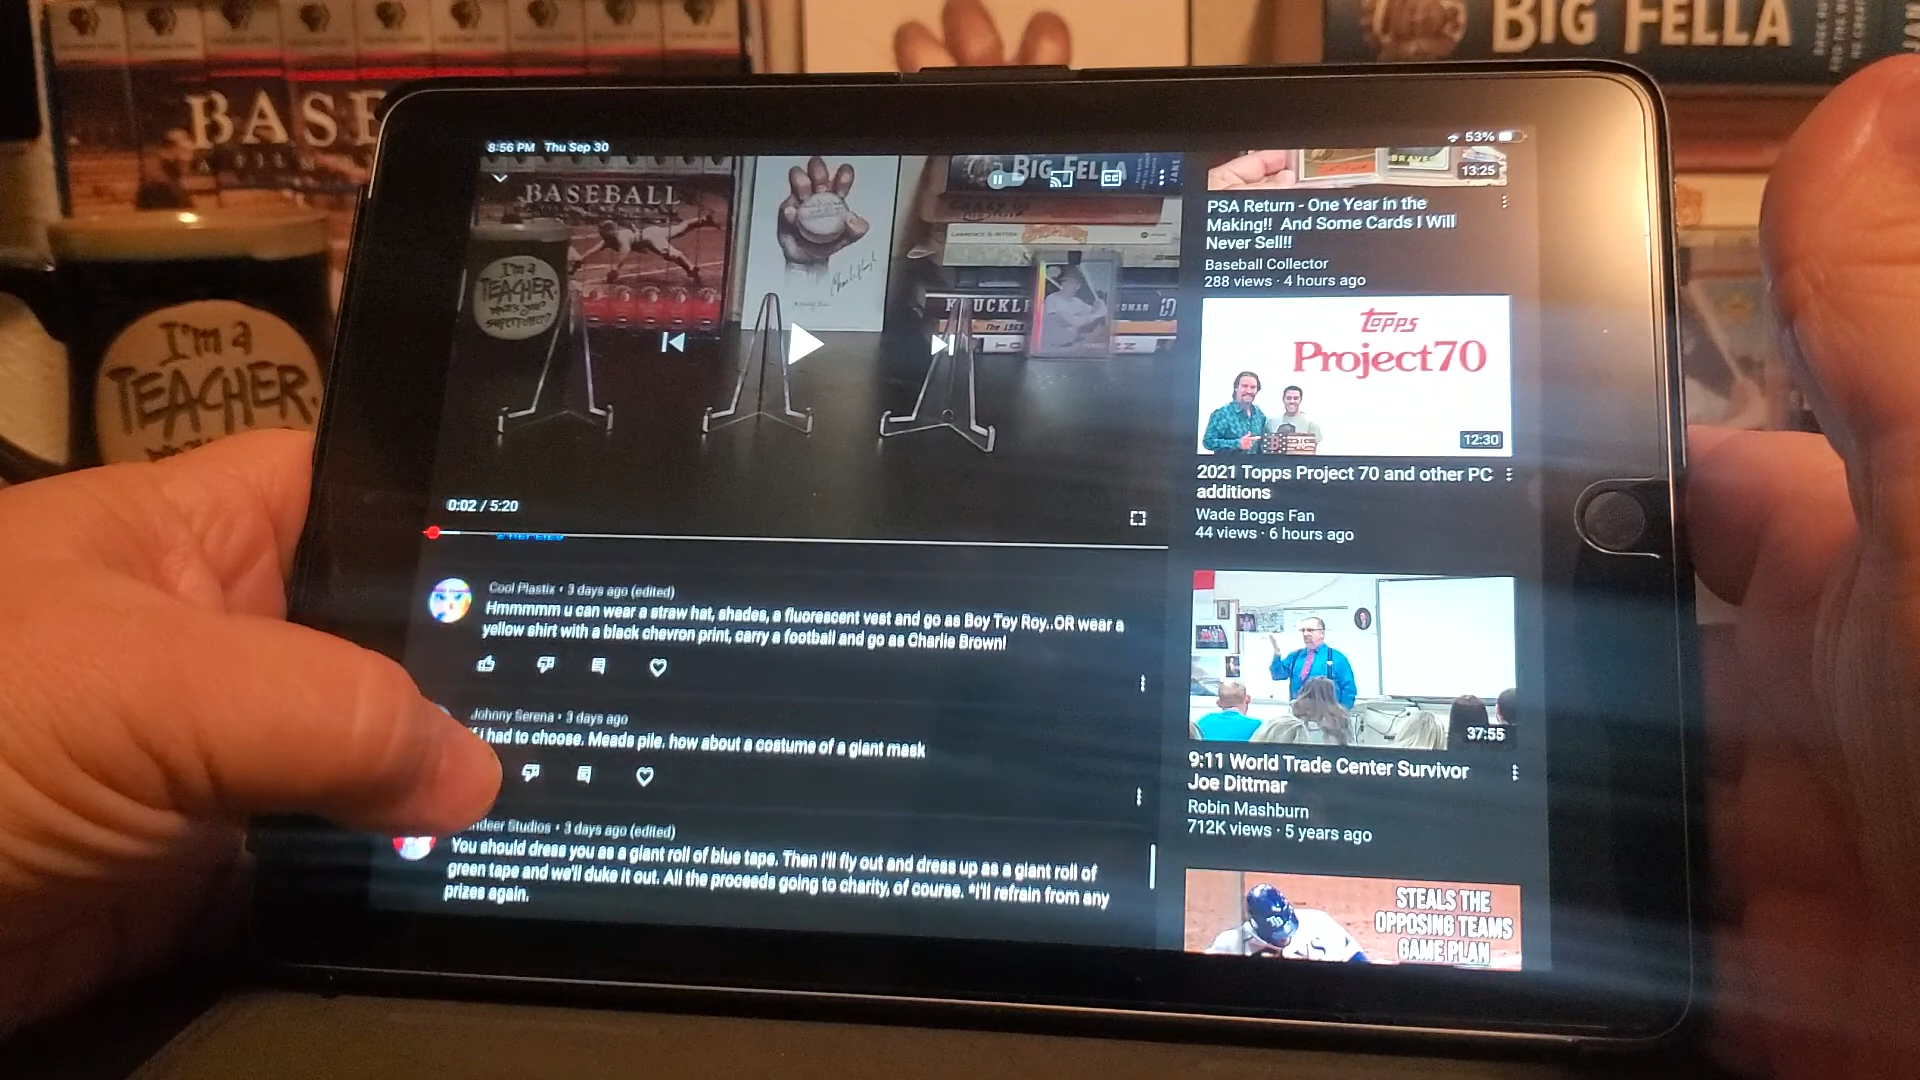 BIG FELLA
BASE
I'm a
TEACHER.
8:56 PM Thu Sep 30
53%
BASEBALL
BIG FELLA
JANE
CC
I'm a
TEACHER
what's your
superpower?
The 1969
0:02 / 5:20
Cool Plastix • 3 days ago (edited)
Hmmmmm u can wear a straw hat, shades, a fluorescent vest and go as Boy Toy Roy..OR wear a
yellow shirt with a black chevron print, carry a football and go as Charlie Brown!
Johnny Serena • 3 days ago
i had to choose. Meads pile. how about a costume of a giant mask
ndeer Studios • 3 days ago (edited)
You should dress you as a giant roll of blue tape. Then I'll fly out and dress up as a giant roll of
green tape and we'll duke it out. All the proceeds going to charity, of course. *I'll refrain from any
prizes again.
BRAVES
13:25
PSA Return - One Year in the
Making!! And Some Cards I Will
Never Sell!!
Baseball Collector
288 views · 4 hours ago
Topps
Project70
12:30
2021 Topps Project 70 and other PC
additions
Wade Boggs Fan
44 views · 6 hours ago
37:55
9:11 World Trade Center Survivor
Joe Dittmar
Robin Mashburn
712K views · 5 years ago
STEALS THE
OPPOSING TEAMS
GAME PLAN